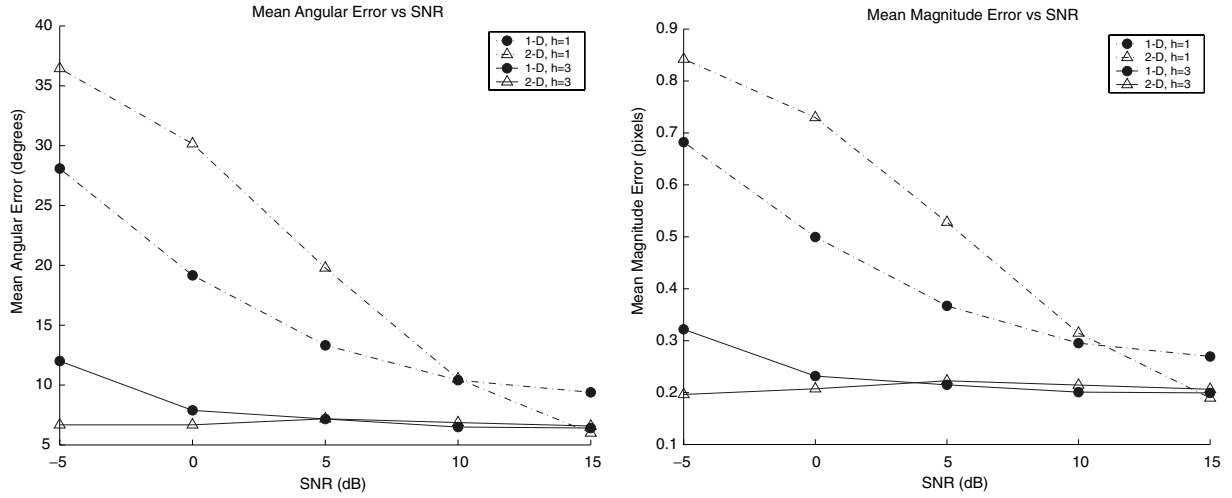 Mean Angular Error vs SNR
40
35
30
25
20
15
10
5
−5
0
5
10
15
SNR (dB)
Mean Angular Error (degrees)
1-D, h=1
2-D, h=1
1-D, h=3
2-D, h=3
Mean Magnitude Error vs SNR
0.9
0.8
0.7
0.6
0.5
0.4
0.3
0.2
0.1
−5
0
5
10
15
SNR (dB)
Mean Magnitude Error (pixels)
1-D, h=1
2-D, h=1
1-D, h=3
2-D, h=3